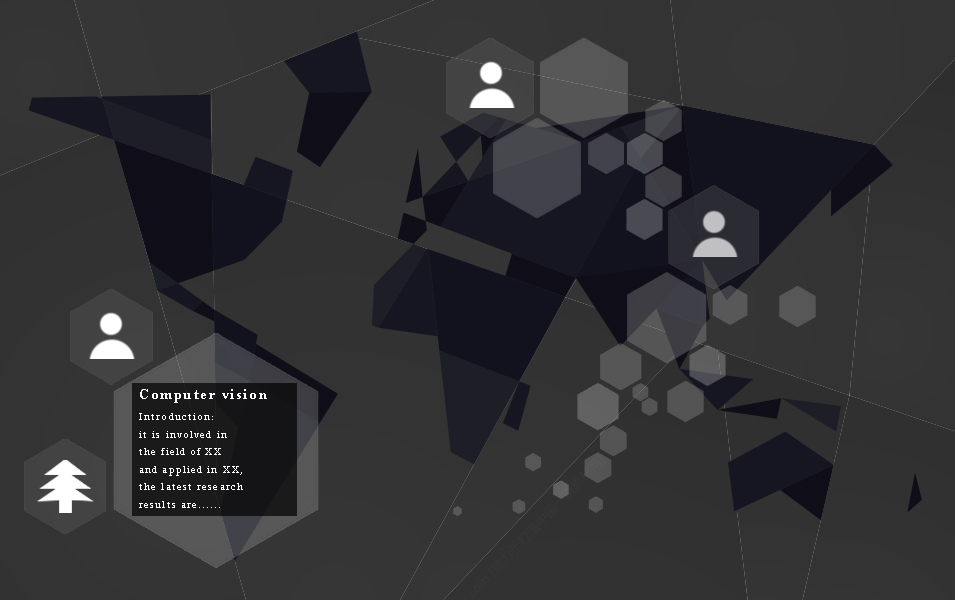 Computer vision
Introduction:
it is involved in
the field of XX
and applied in XX,
the latest research
results are......